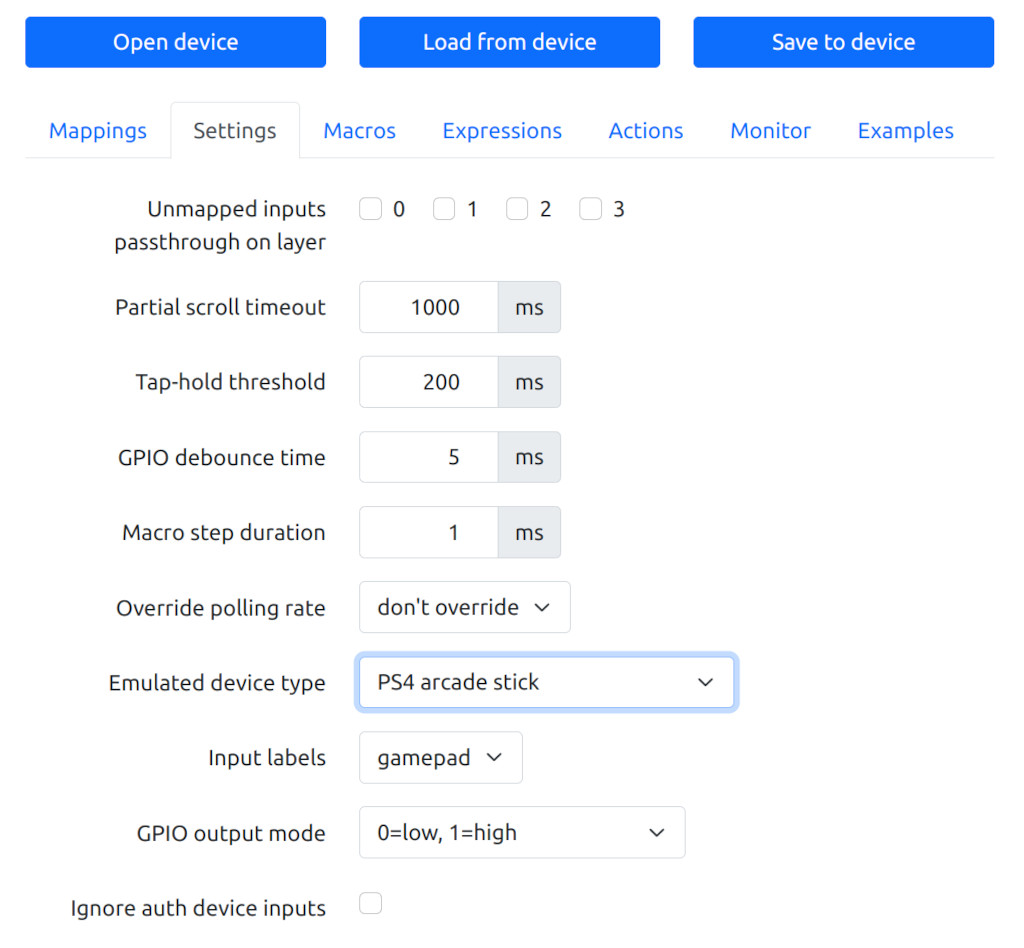 Open device Load from device Save to device
Mappings Settings Macros Expressions Actions Monitor Examples
Unmapped inputs 0 1 2 3
passthrough on layer
Partial scroll timeout 1000 ms
Tap-hold threshold 200 ms
GPIO debounce time 5 ms
Macro step duration 1 ms
Override polling rate don't override
Emulated device type PS4 arcade stick
Input labels gamepad
GPIO output mode 0=low, 1=high
Ignore auth device inputs